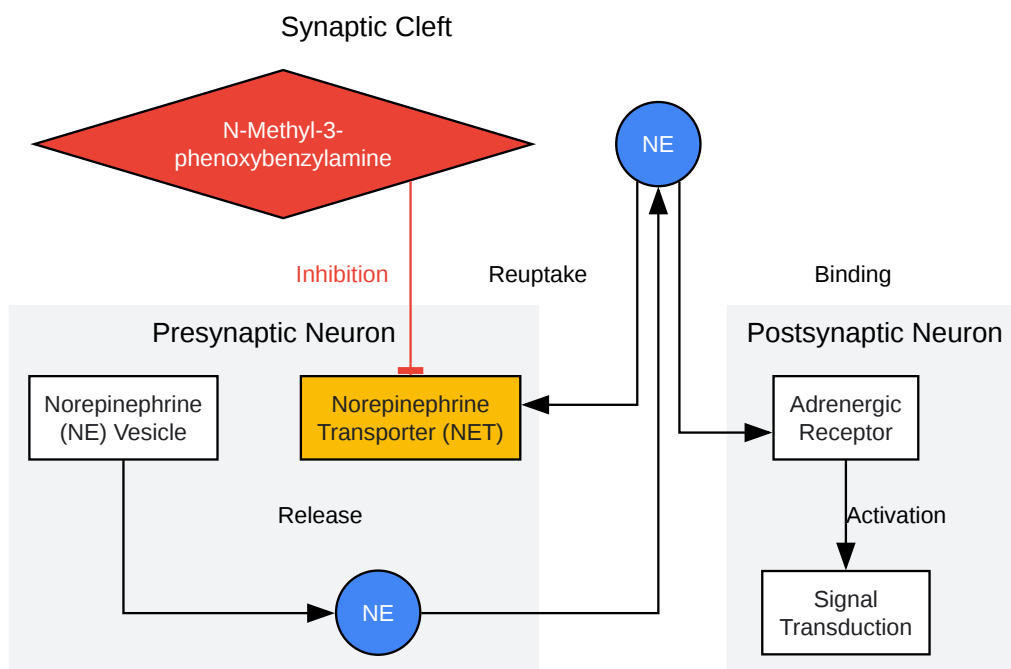 Synaptic Cleft
N-Methyl-3-
phenoxybenzylamine
NE
Inhibition
Reuptake
Binding
Presynaptic Neuron
Postsynaptic Neuron
Norepinephrine
(NE) Vesicle
Norepinephrine
Transporter (NET)
Adrenergic
Receptor
Release
Activation
NE
Signal
Transduction